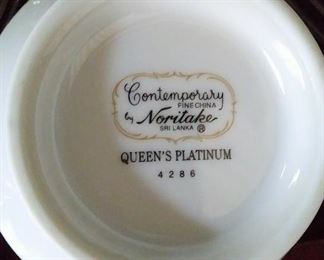 Contemporary
FINE CHINA
by Noritake
SRI LANKA ®
QUEEN'S PLATINUM
4286